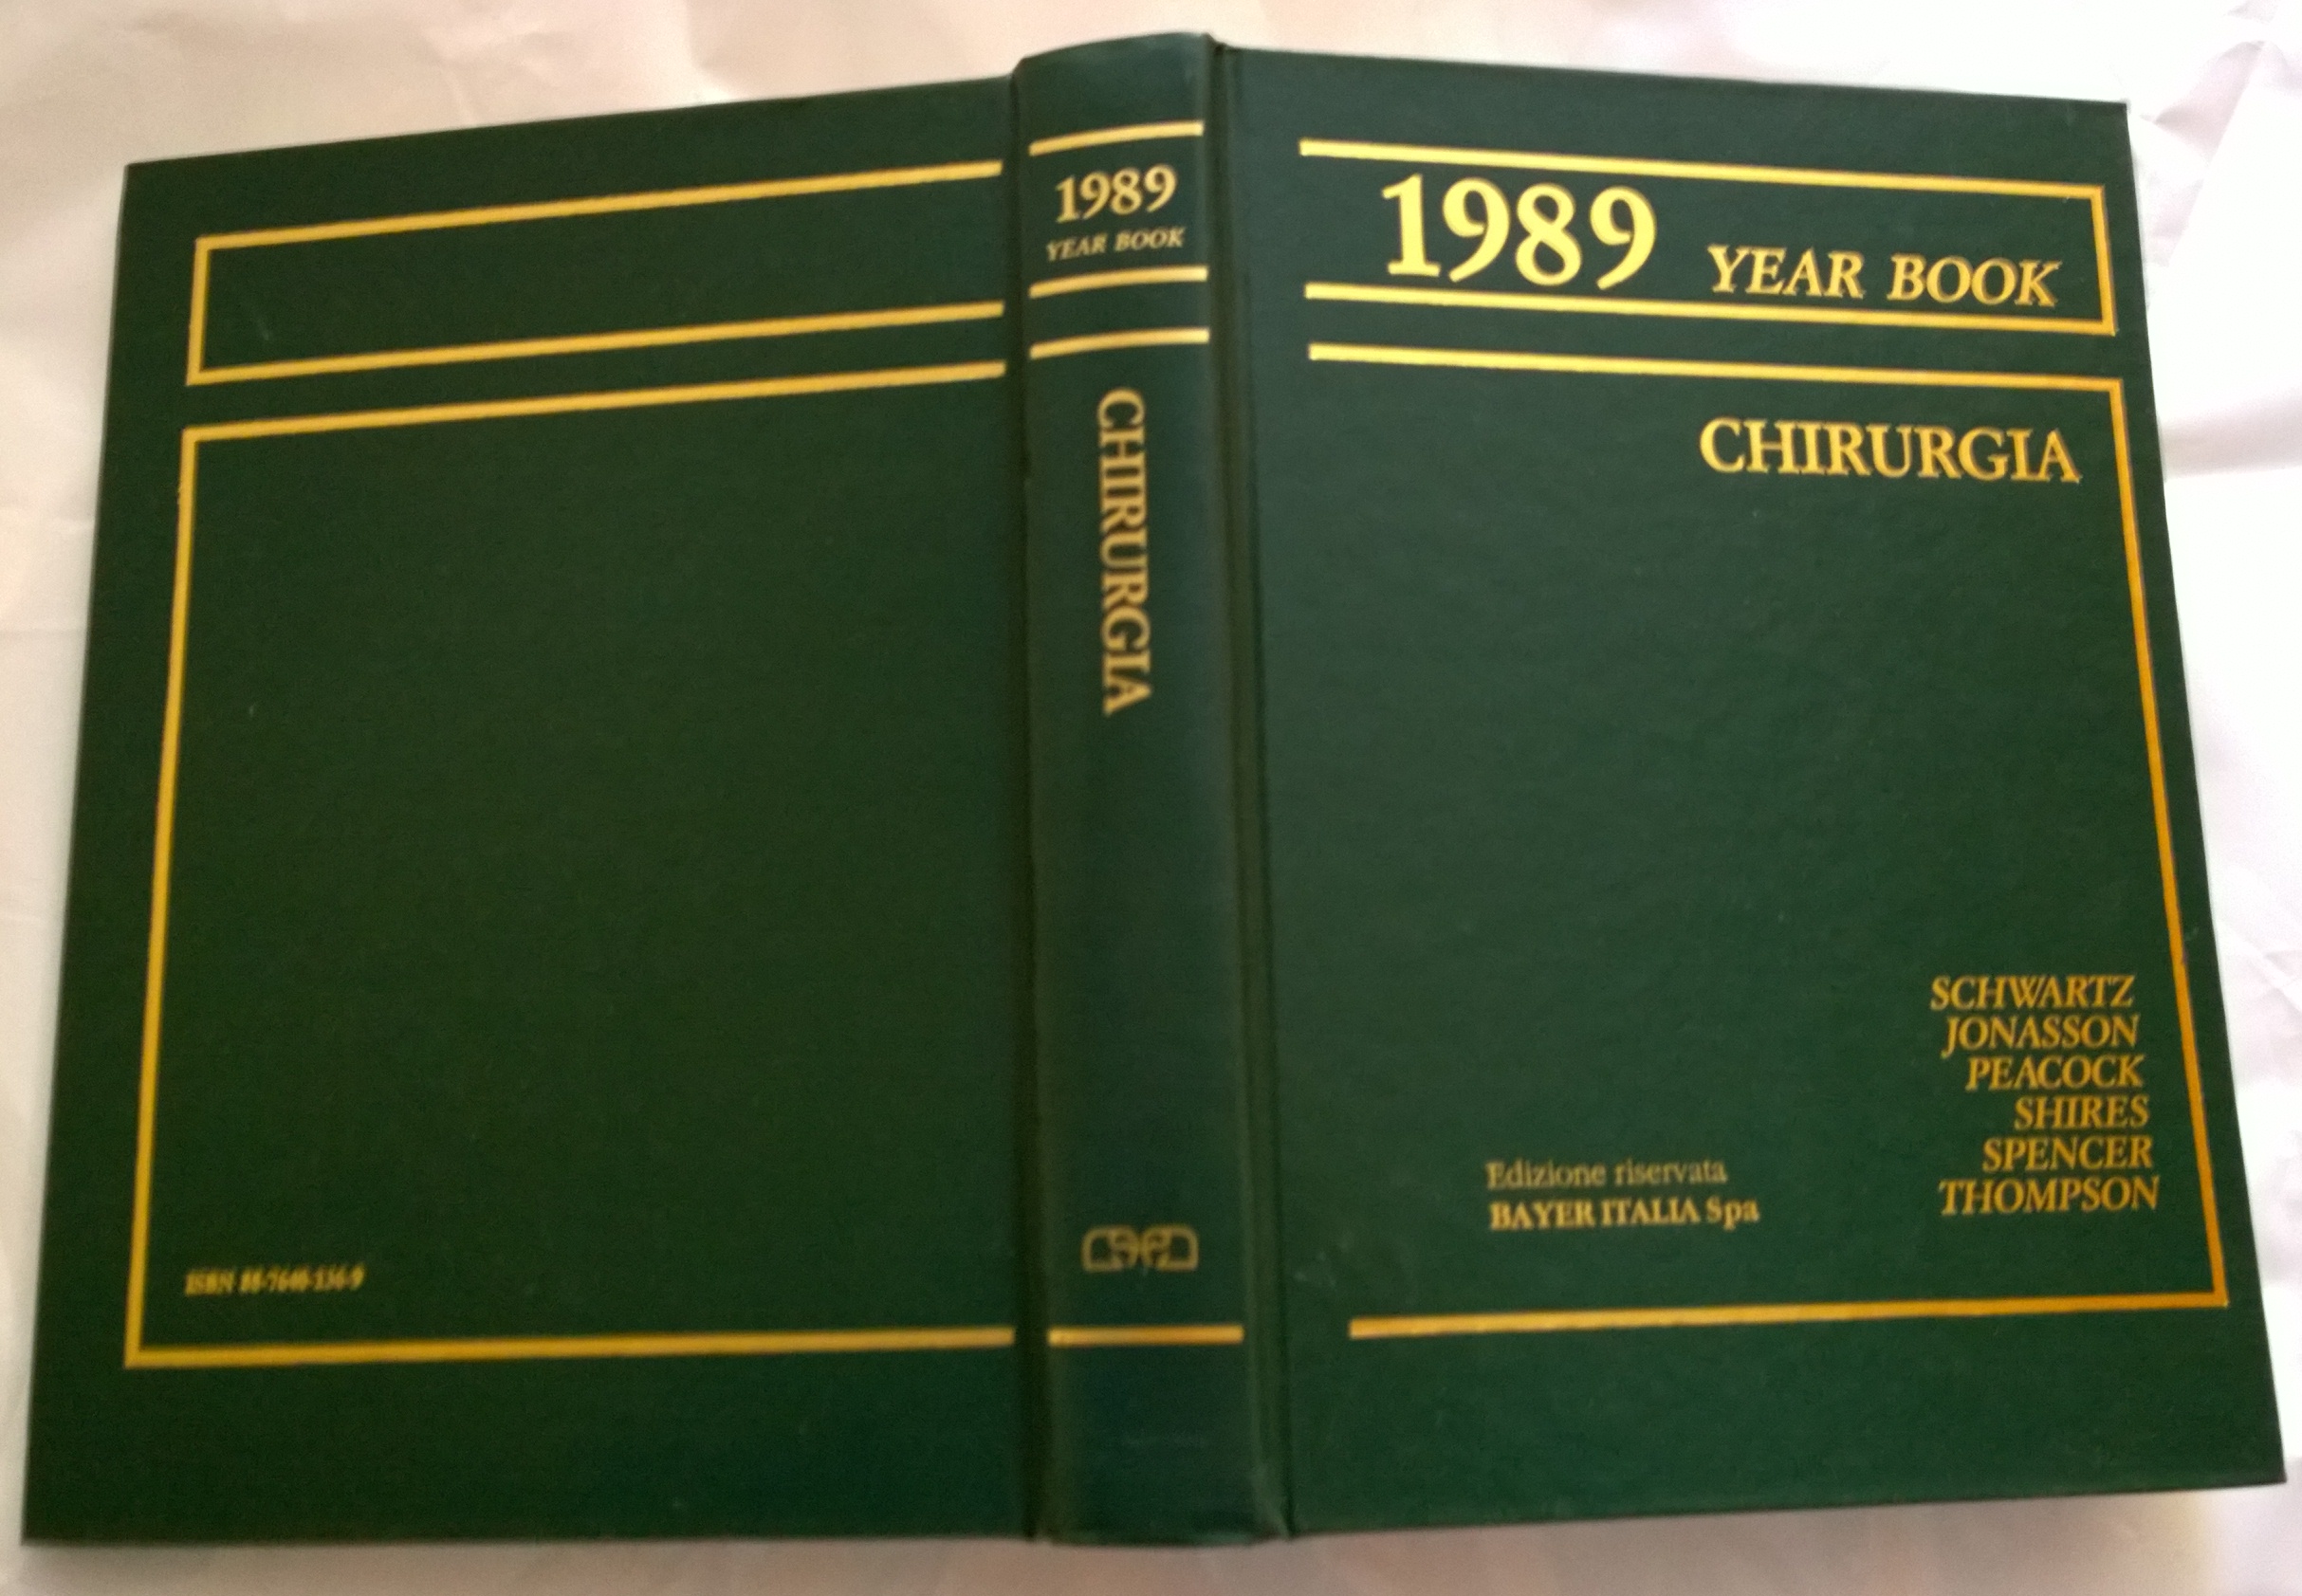 1989
YEAR BOOK
CHIRURGIA
1989 YEAR BOOK
CHIRURGIA
SCHWARTZ
JONASSON
PEACOCK
SHIRES
SPENCER
THOMPSON
Edizione riservata
BAYER ITALIA Spa
ISBN